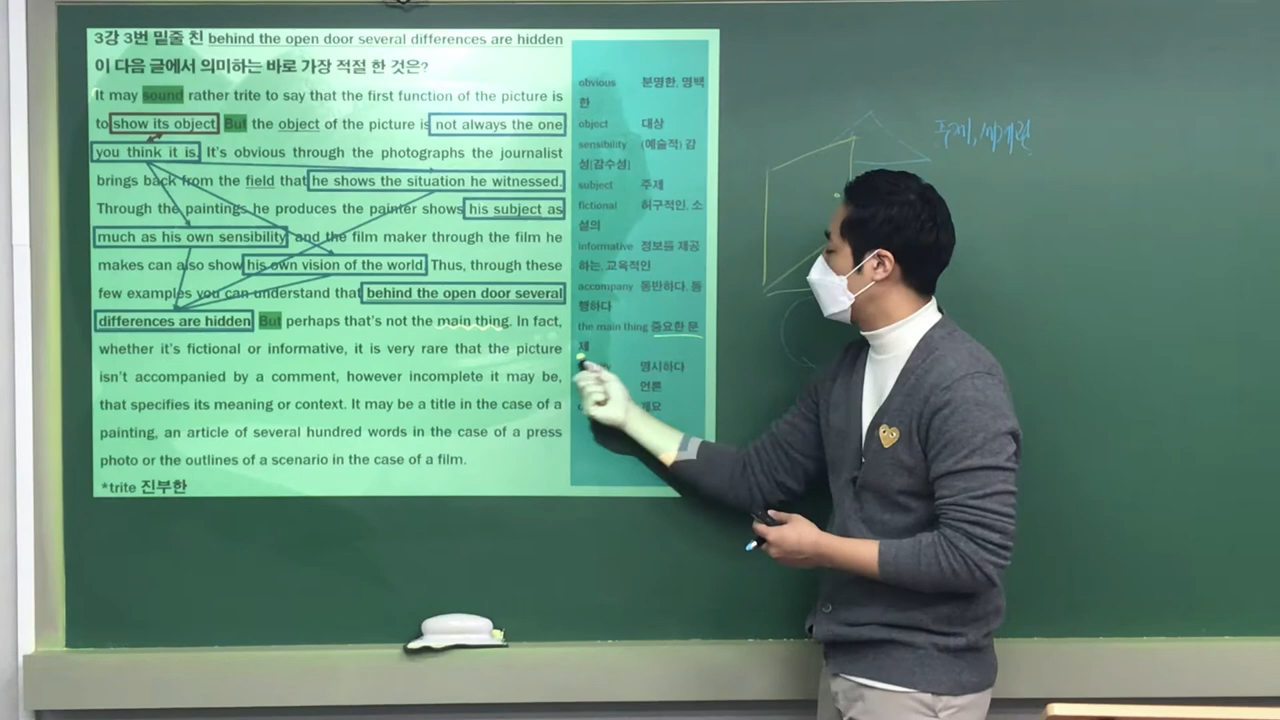 3강 3번 밑줄 친 behind the open door several differences are hidden
이 다음 글에서 의미하는 바로 가장 적절 한 것은?
It may sound rather trite to say that the first function of the picture is
to show its object. But the object of the picture is not always the one
you think it is. It's obvious through the photographs the journalist
brings back from the field that he shows the situation he witnessed.
Through the paintings he produces the painter shows his subject as
much as his own sensibility and the film maker through the film he
makes can also show his own vision of the world. Thus, through these
few examples you can understand that behind the open door several
differences are hidden. But perhaps that's not the main thing. In fact,
whether it's fictional or informative, it is very rare that the picture
isn't accompanied by a comment, however incomplete it may be,
that specifies its meaning or context. It may be a title in the case of a
painting, an article of several hundred words in the case of a press
photo or the outlines of a scenario in the case of a film.
*trite 진부한
obvious 분명한, 명백
한
object 대상
sensibility (예술적) 감
성(감수성)
subject 주제
fictional 허구적인, 소
설의
informative 정보를 제공
하는, 교육적인
accompany 동반하다, 동
행하다
the main thing 중요한 문
제
명시하다
언론
개요
주제, 세계관